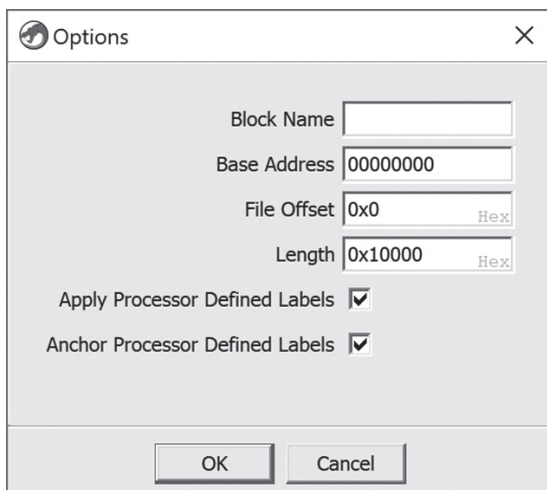 Options
Block Name
Base Address 00000000
File Offset 0x0 Hex
Length 0x10000 Hex
Apply Processor Defined Labels
Anchor Processor Defined Labels
OK Cancel